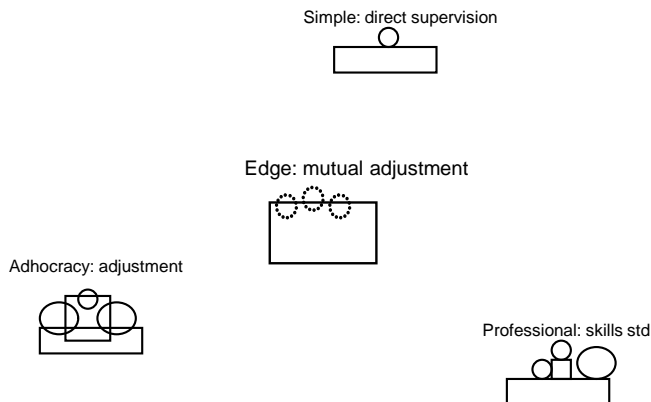 Simple: direct supervision
Edge: mutual adjustment
Adhocracy: adjustment
Professional: skills std